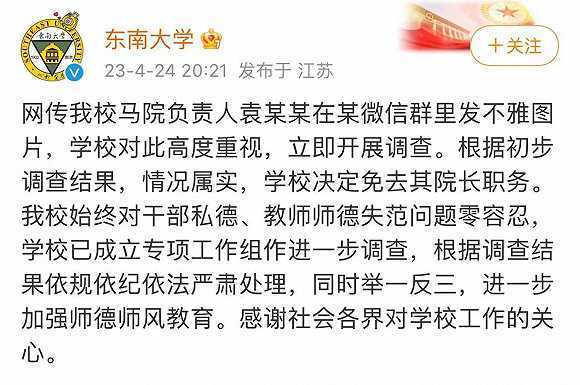 东南大学
23-4-24 20:21 发布于 江苏
+关注
网传我校马院负责人袁某某在某微信群里发不雅图
片，学校对此高度重视，立即开展调查。根据初步
调查结果，情况属实，学校决定免去其院长职务。
我校始终对干部私德、教师师德失范问题零容忍，
学校已成立专项工作组作进一步调查，根据调查结
果依规依纪依法严肃处理，同时举一反三，进一步
加强师德师风教育。感谢社会各界对学校工作的关
心。